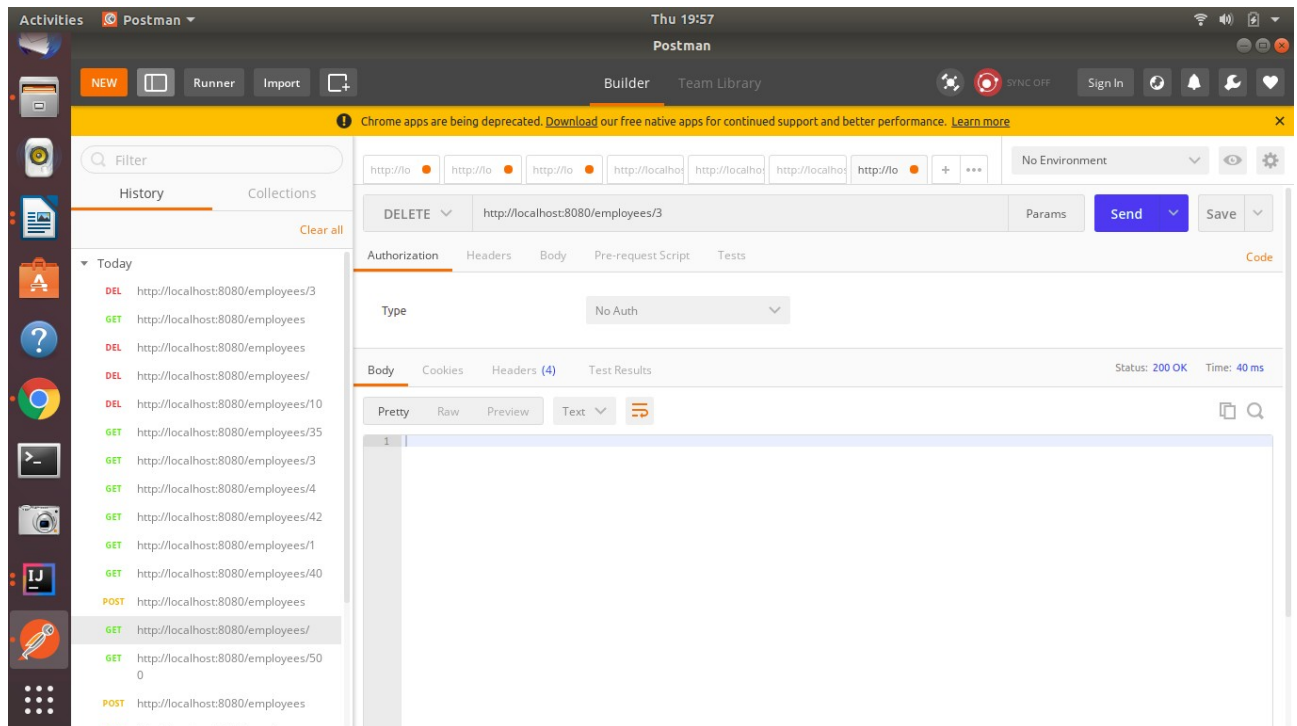 Activities Postman Thu 19:57
Postman
NEW Runner Import Builder Team Library SYNC OFF Sign In
Chrome apps are being deprecated. Download our free native apps for continued support and better performance. Learn more
Filter
History Collections
Clear all
Today
DEL http://localhost:8080/employees/3
GET http://localhost:8080/employees
DEL http://localhost:8080/employees
DEL http://localhost:8080/employees/
DEL http://localhost:8080/employees/10
GET http://localhost:8080/employees/35
GET http://localhost:8080/employees/3
GET http://localhost:8080/employees/4
GET http://localhost:8080/employees/42
GET http://localhost:8080/employees/1
GET http://localhost:8080/employees/40
POST http://localhost:8080/employees
GET http://localhost:8080/employees/
GET http://localhost:8080/employees/50
0
POST http://localhost:8080/employees
http://lo http://lo http://lo http://localhos http://localhos http://localhos http://lo + No Environment
DELETE http://localhost:8080/employees/3 Params Send Save
Authorization Headers Body Pre-request Script Tests Code
Type No Auth
Body Cookies Headers (4) Test Results Status: 200 OK Time: 40 ms
Pretty Raw Preview Text
1